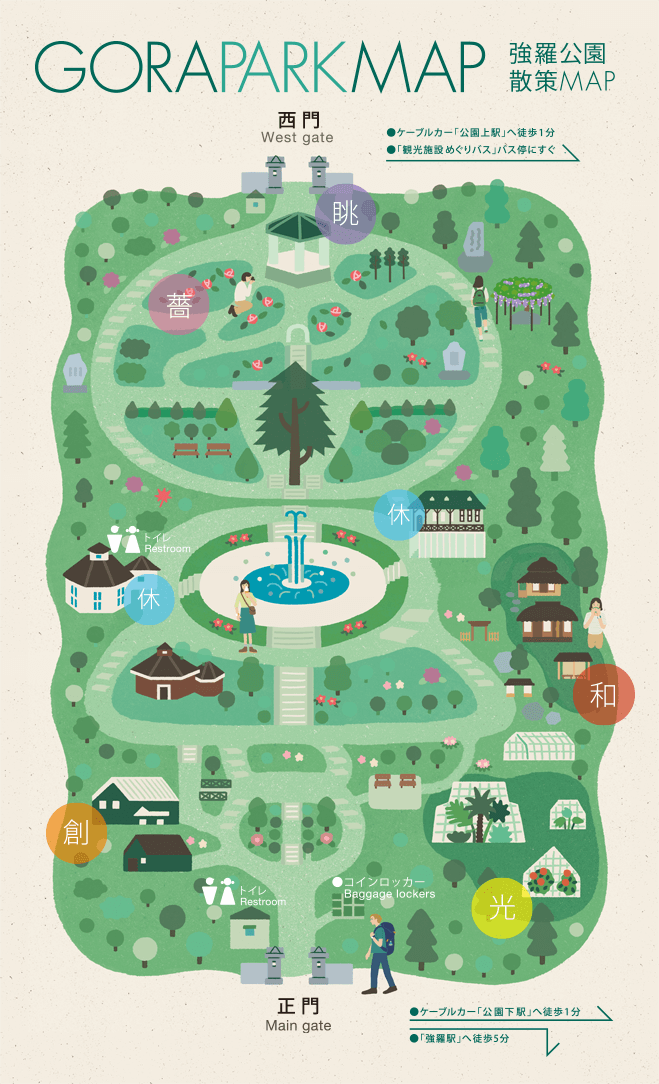 GORAPARKMAP
強羅公園
散策MAP
西門
West gate
●ケーブルカー「公園上駅」へ徒歩1分
●「観光施設めぐりバス」バス停にすぐ
眺
薔
休
トイレ
Restroom
休
和
創
トイレ
Restroom
●コインロッカー
Baggage lockers
光
正門
Main gate
●ケーブルカー「公園下駅」へ徒歩1分
●「強羅駅」へ徒歩5分